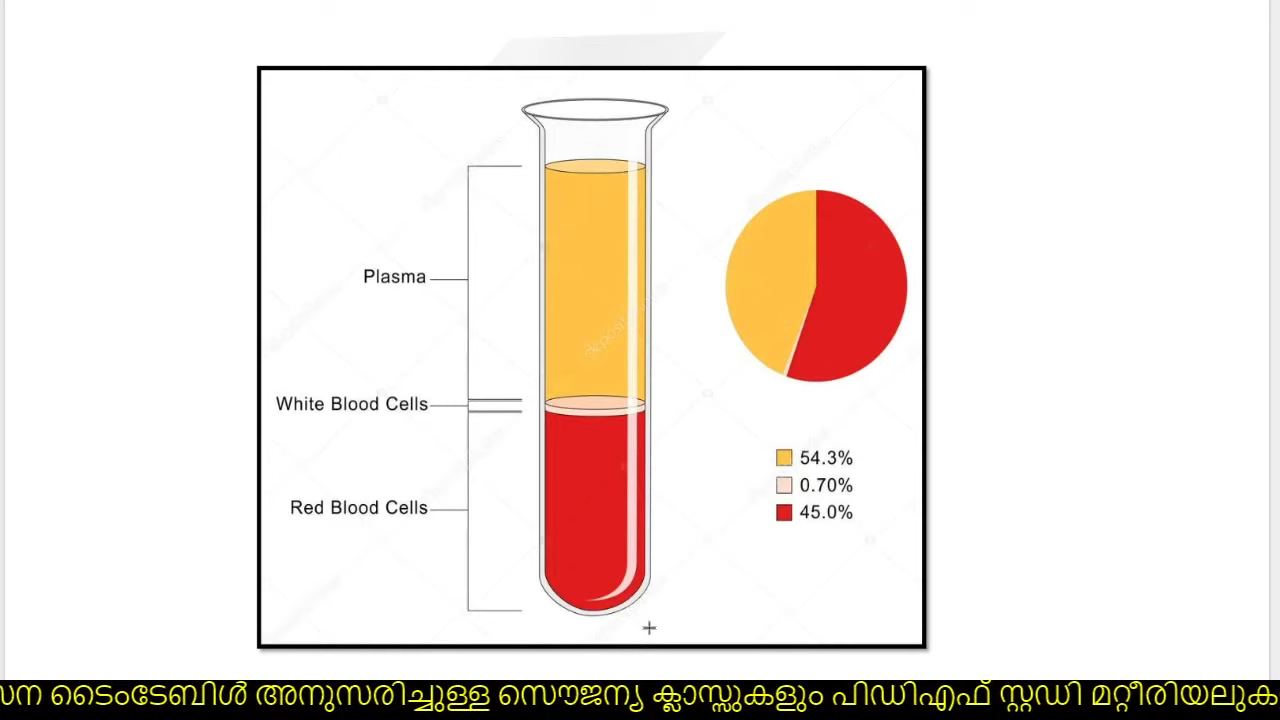 Plasma
White Blood Cells
Red Blood Cells
54.3%
0.70%
45.0%
ടൈംടേബിൾ അനുസരിച്ചുള്ള സൌജന്യ ക്ലാസ്സുകളും പിഡിഎഫ് സ്റ്റഡി മറ്റീരിയലുക